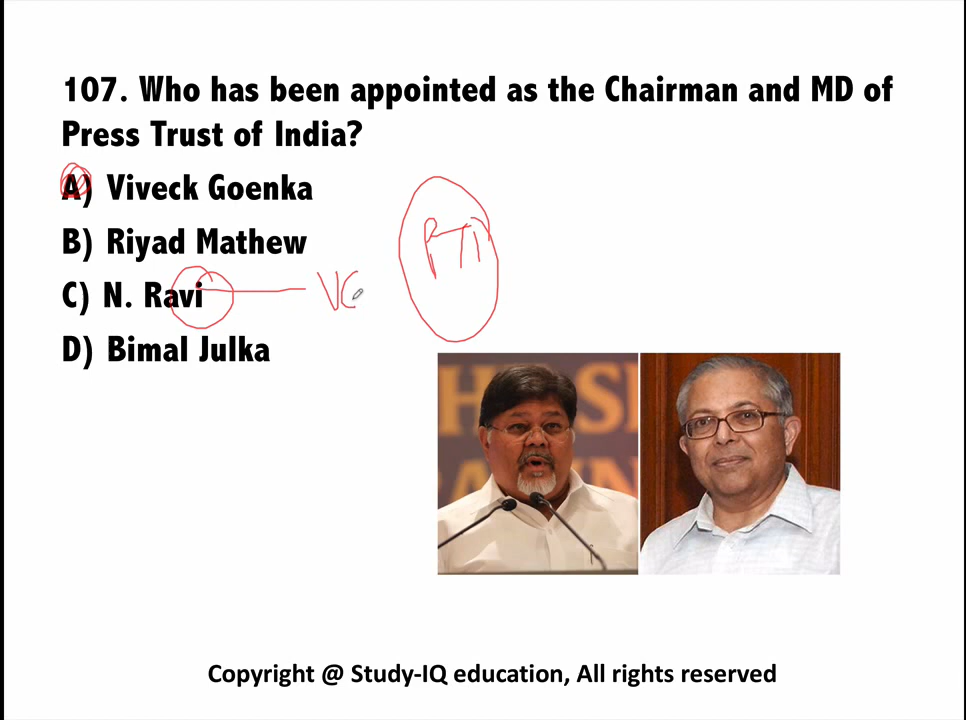 107. Who has been appointed as the Chairman and MD of
Press Trust of India?
A) Viveck Goenka
B) Riyad Mathew
PTI
C) N. Ravi VC
D) Bimal Julka
Copyright @ Study-IQ education, All rights reserved